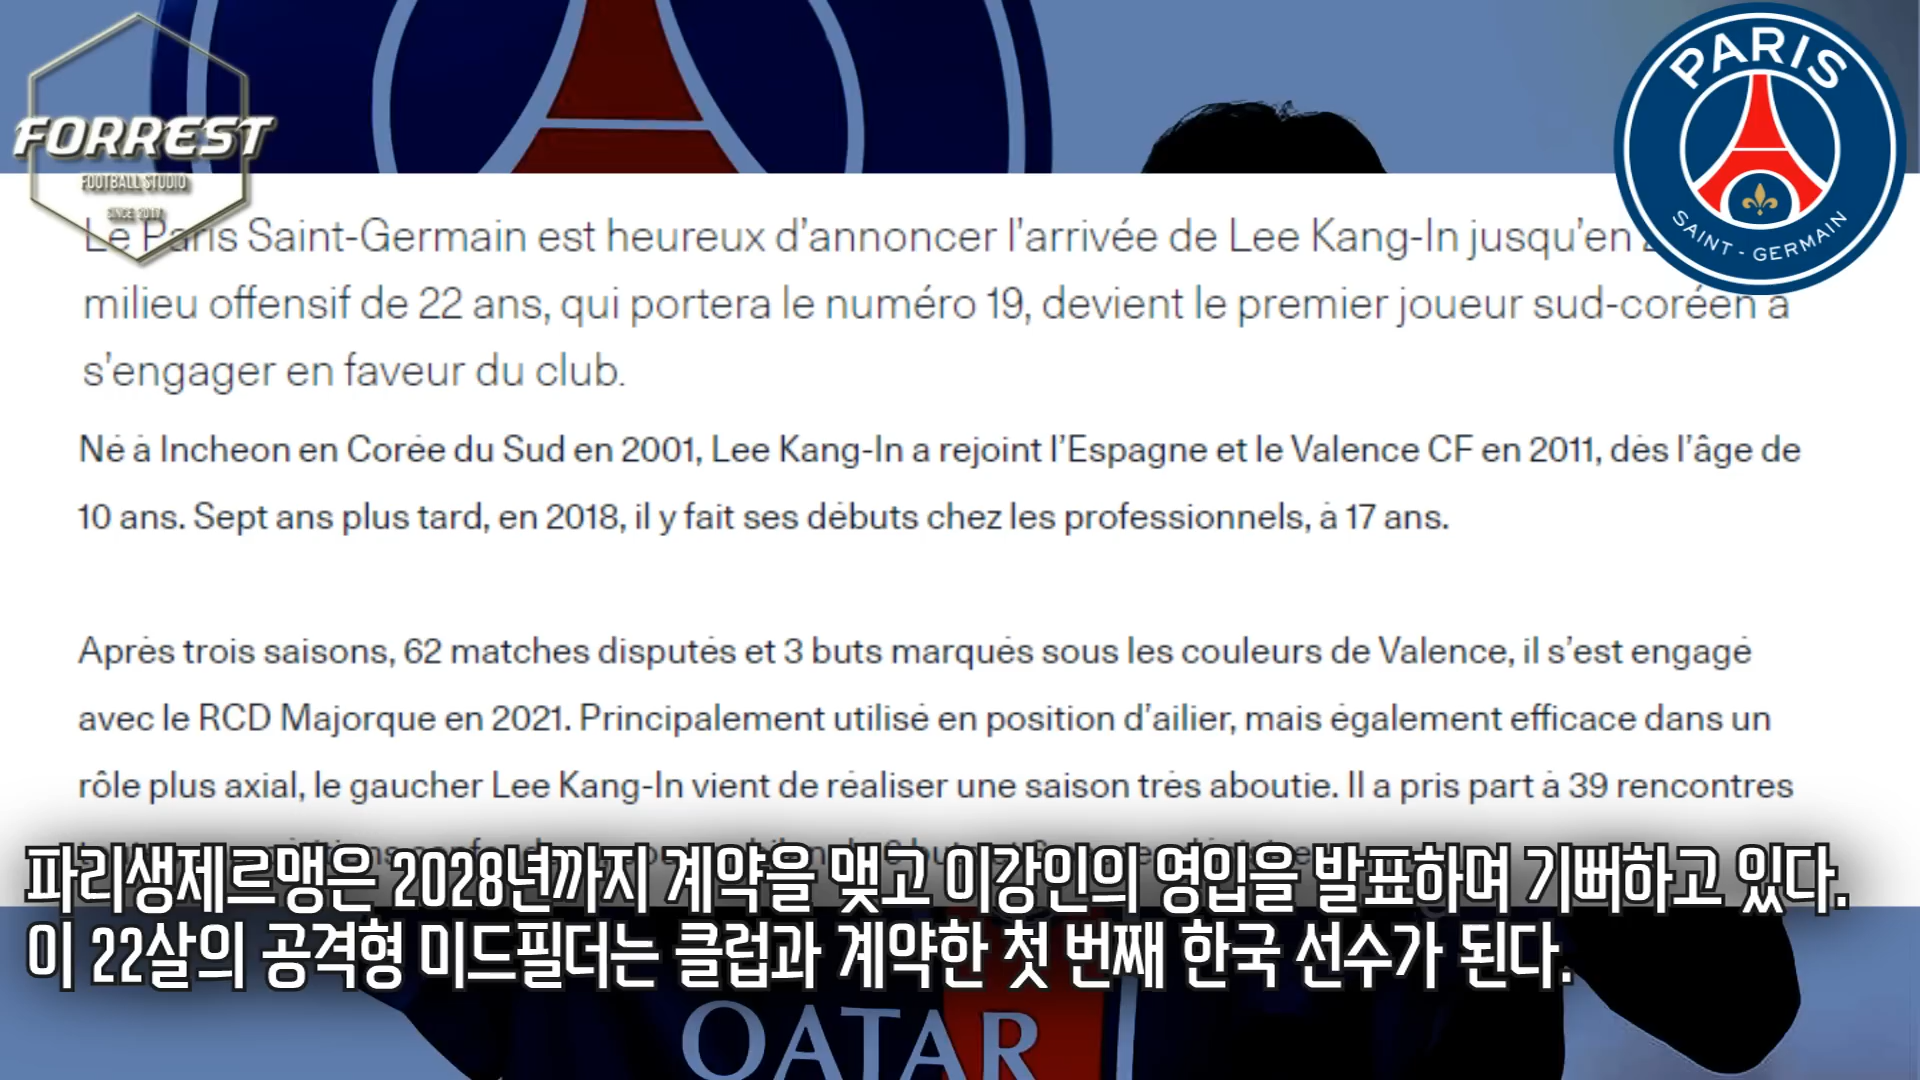 FORREST
FOOTBALL STUDIO
SINCE 2017
PARIS
SAINT - GERMAIN
Le Paris Saint-Germain est heureux d’annoncer l’arrivée de Lee Kang-In jusqu’en
milieu offensif de 22 ans, qui portera le numéro 19, devient le premier joueur sud-coréen à
s’engager en faveur du club.
Né à Incheon en Corée du Sud en 2001, Lee Kang-In a rejoint l’Espagne et le Valence CF en 2011, dès l’âge de
10 ans. Sept ans plus tard, en 2018, il y fait ses débuts chez les professionnels, à 17 ans.
Après trois saisons, 62 matches disputés et 3 buts marqués sous les couleurs de Valence, il s’est engagé
avec le RCD Majorque en 2021. Principalement utilisé en position d’ailier, mais également efficace dans un
rôle plus axial, le gaucher Lee Kang-In vient de réaliser une saison très aboutie. Il a pris part à 39 rencontres
파리생제르맹은 2028년까지 계약을 맺고 이강인의 영입을 발표하며 기뻐하고 있다.
이 22살의 공격형 미드필더는 클럽과 계약한 첫 번째 한국 선수가 된다.
QATAR